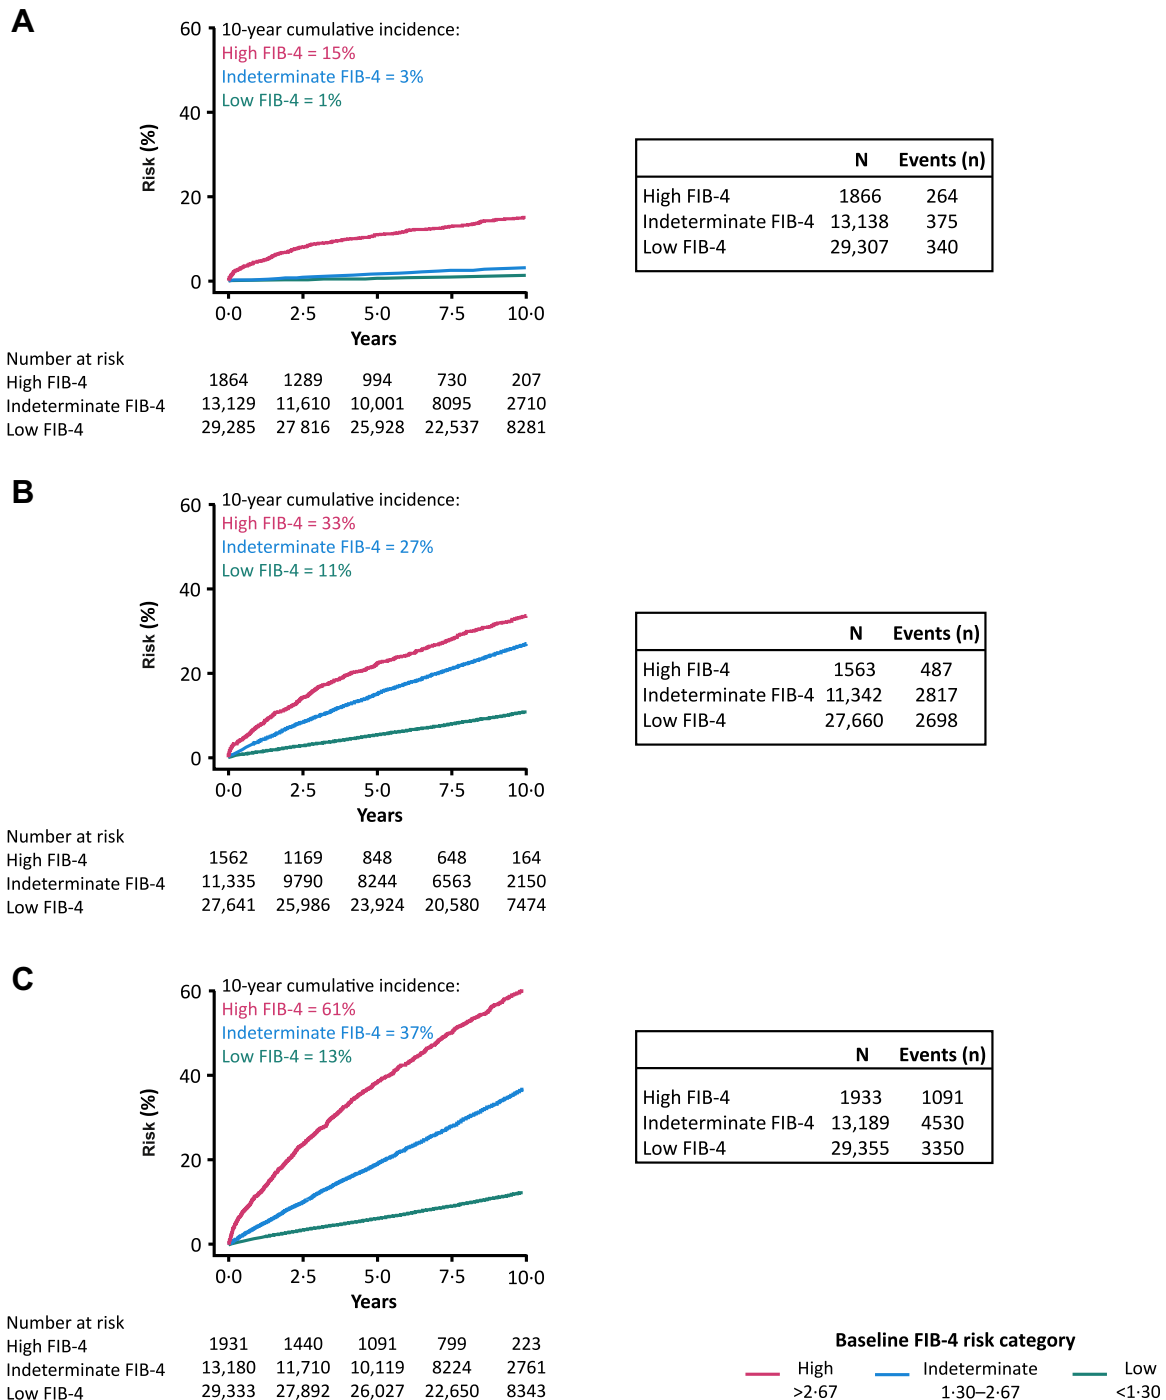 A
10-year cumulative incidence:
High FIB-4 = 15%
Indeterminate FIB-4 = 3%
Low FIB-4 = 1%
60
40
20
0
Risk (%)
0·0 2·5 5·0 7·5 10·0
Years
Number at risk
High FIB-4 1864 1289 994 730 207
Indeterminate FIB-4 13,129 11,610 10,001 8095 2710
Low FIB-4 29,285 27 816 25,928 22,537 8281
N Events (n)
High FIB-4 1866 264
Indeterminate FIB-4 13,138 375
Low FIB-4 29,307 340
B
10-year cumulative incidence:
High FIB-4 = 33%
Indeterminate FIB-4 = 27%
Low FIB-4 = 11%
60
40
20
0
Risk (%)
0·0 2·5 5·0 7·5 10·0
Years
Number at risk
High FIB-4 1562 1169 848 648 164
Indeterminate FIB-4 11,335 9790 8244 6563 2150
Low FIB-4 27,641 25,986 23,924 20,580 7474
N Events (n)
High FIB-4 1563 487
Indeterminate FIB-4 11,342 2817
Low FIB-4 27,660 2698
C
10-year cumulative incidence:
High FIB-4 = 61%
Indeterminate FIB-4 = 37%
Low FIB-4 = 13%
60
40
20
0
Risk (%)
0·0 2·5 5·0 7·5 10·0
Years
Number at risk
High FIB-4 1931 1440 1091 799 223
Indeterminate FIB-4 13,180 11,710 10,119 8224 2761
Low FIB-4 29,333 27,892 26,027 22,650 8343
N Events (n)
High FIB-4 1933 1091
Indeterminate FIB-4 13,189 4530
Low FIB-4 29,355 3350
Baseline FIB-4 risk category
High Indeterminate Low
>2·67 1·30–2·67 <1·30